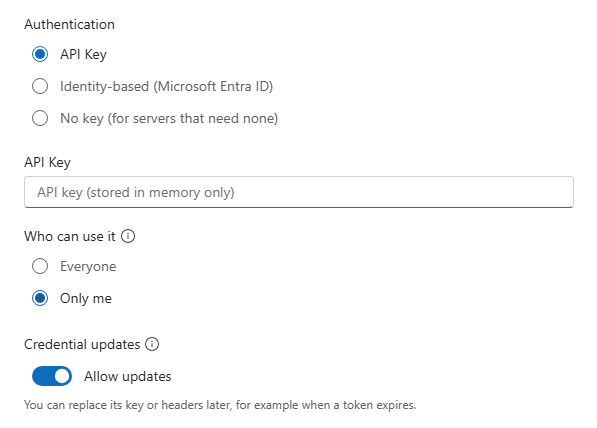 Authentication
API Key
Identity-based (Microsoft Entra ID)
No key (for servers that need none)
API Key
API key (stored in memory only)
Who can use it
Everyone
Only me
Credential updates
Allow updates
You can replace its key or headers later, for example when a token expires.